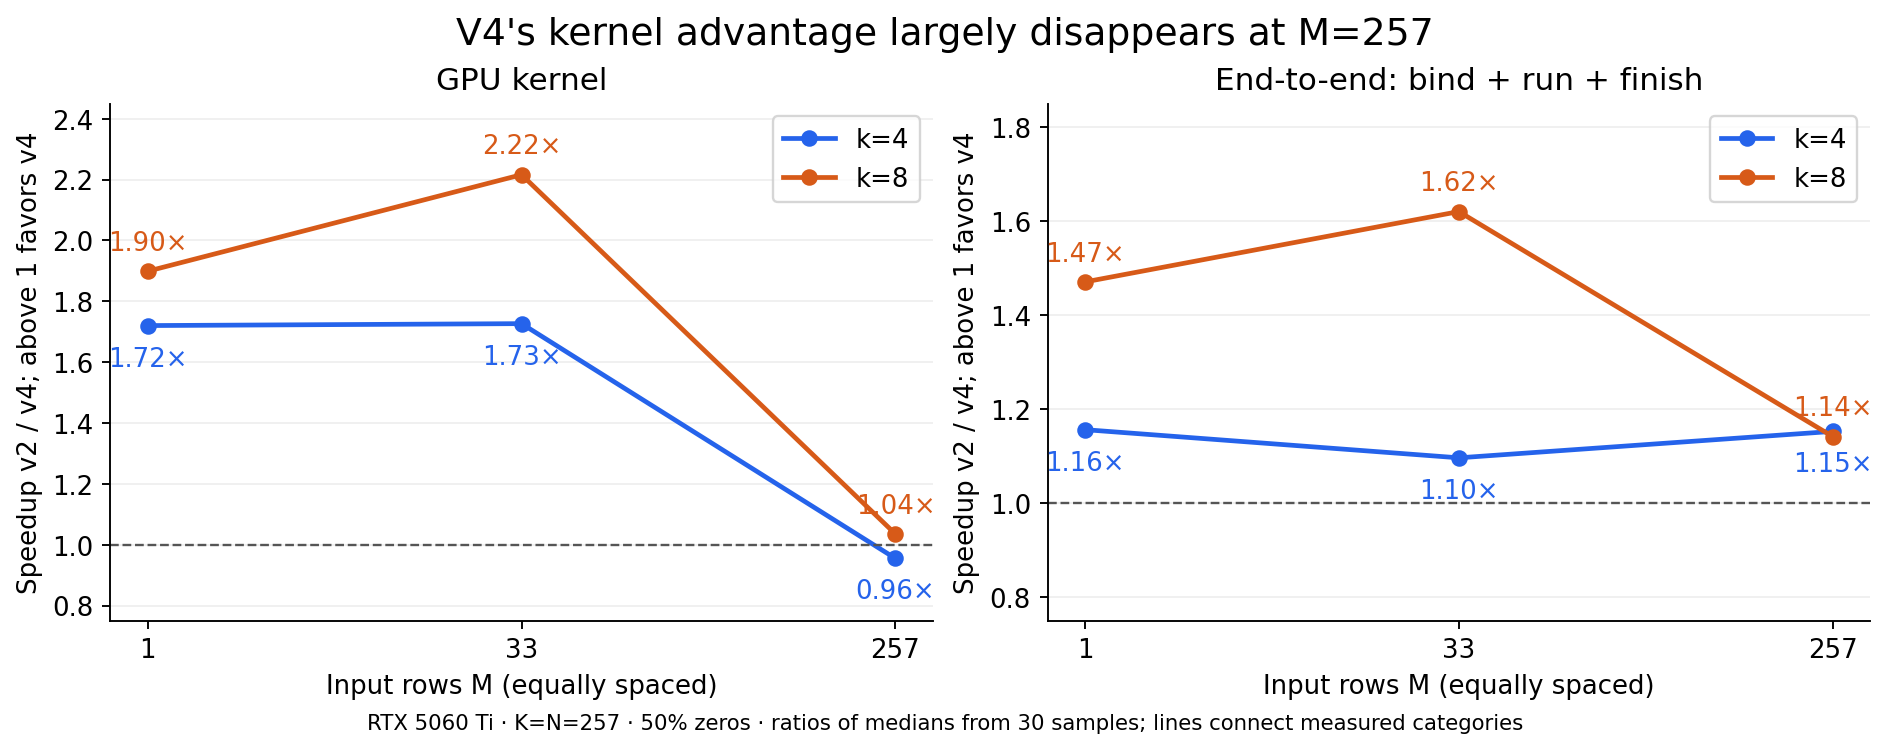 V4's kernel advantage largely disappears at M=257
GPU kernel
Speedup v2 / v4; above 1 favors v4
2.4
2.2
2.0
1.8
1.6
1.4
1.2
1.0
0.8
1.90×
2.22×
1.04×
1.72×
1.73×
0.96×
k=4
k=8
1
33
257
Input rows M (equally spaced)
End-to-end: bind + run + finish
Speedup v2 / v4; above 1 favors v4
1.8
1.6
1.4
1.2
1.0
0.8
1.47×
1.62×
1.14×
1.16×
1.10×
1.15×
k=4
k=8
1
33
257
Input rows M (equally spaced)
RTX 5060 Ti · K=N=257 · 50% zeros · ratios of medians from 30 samples; lines connect measured categories